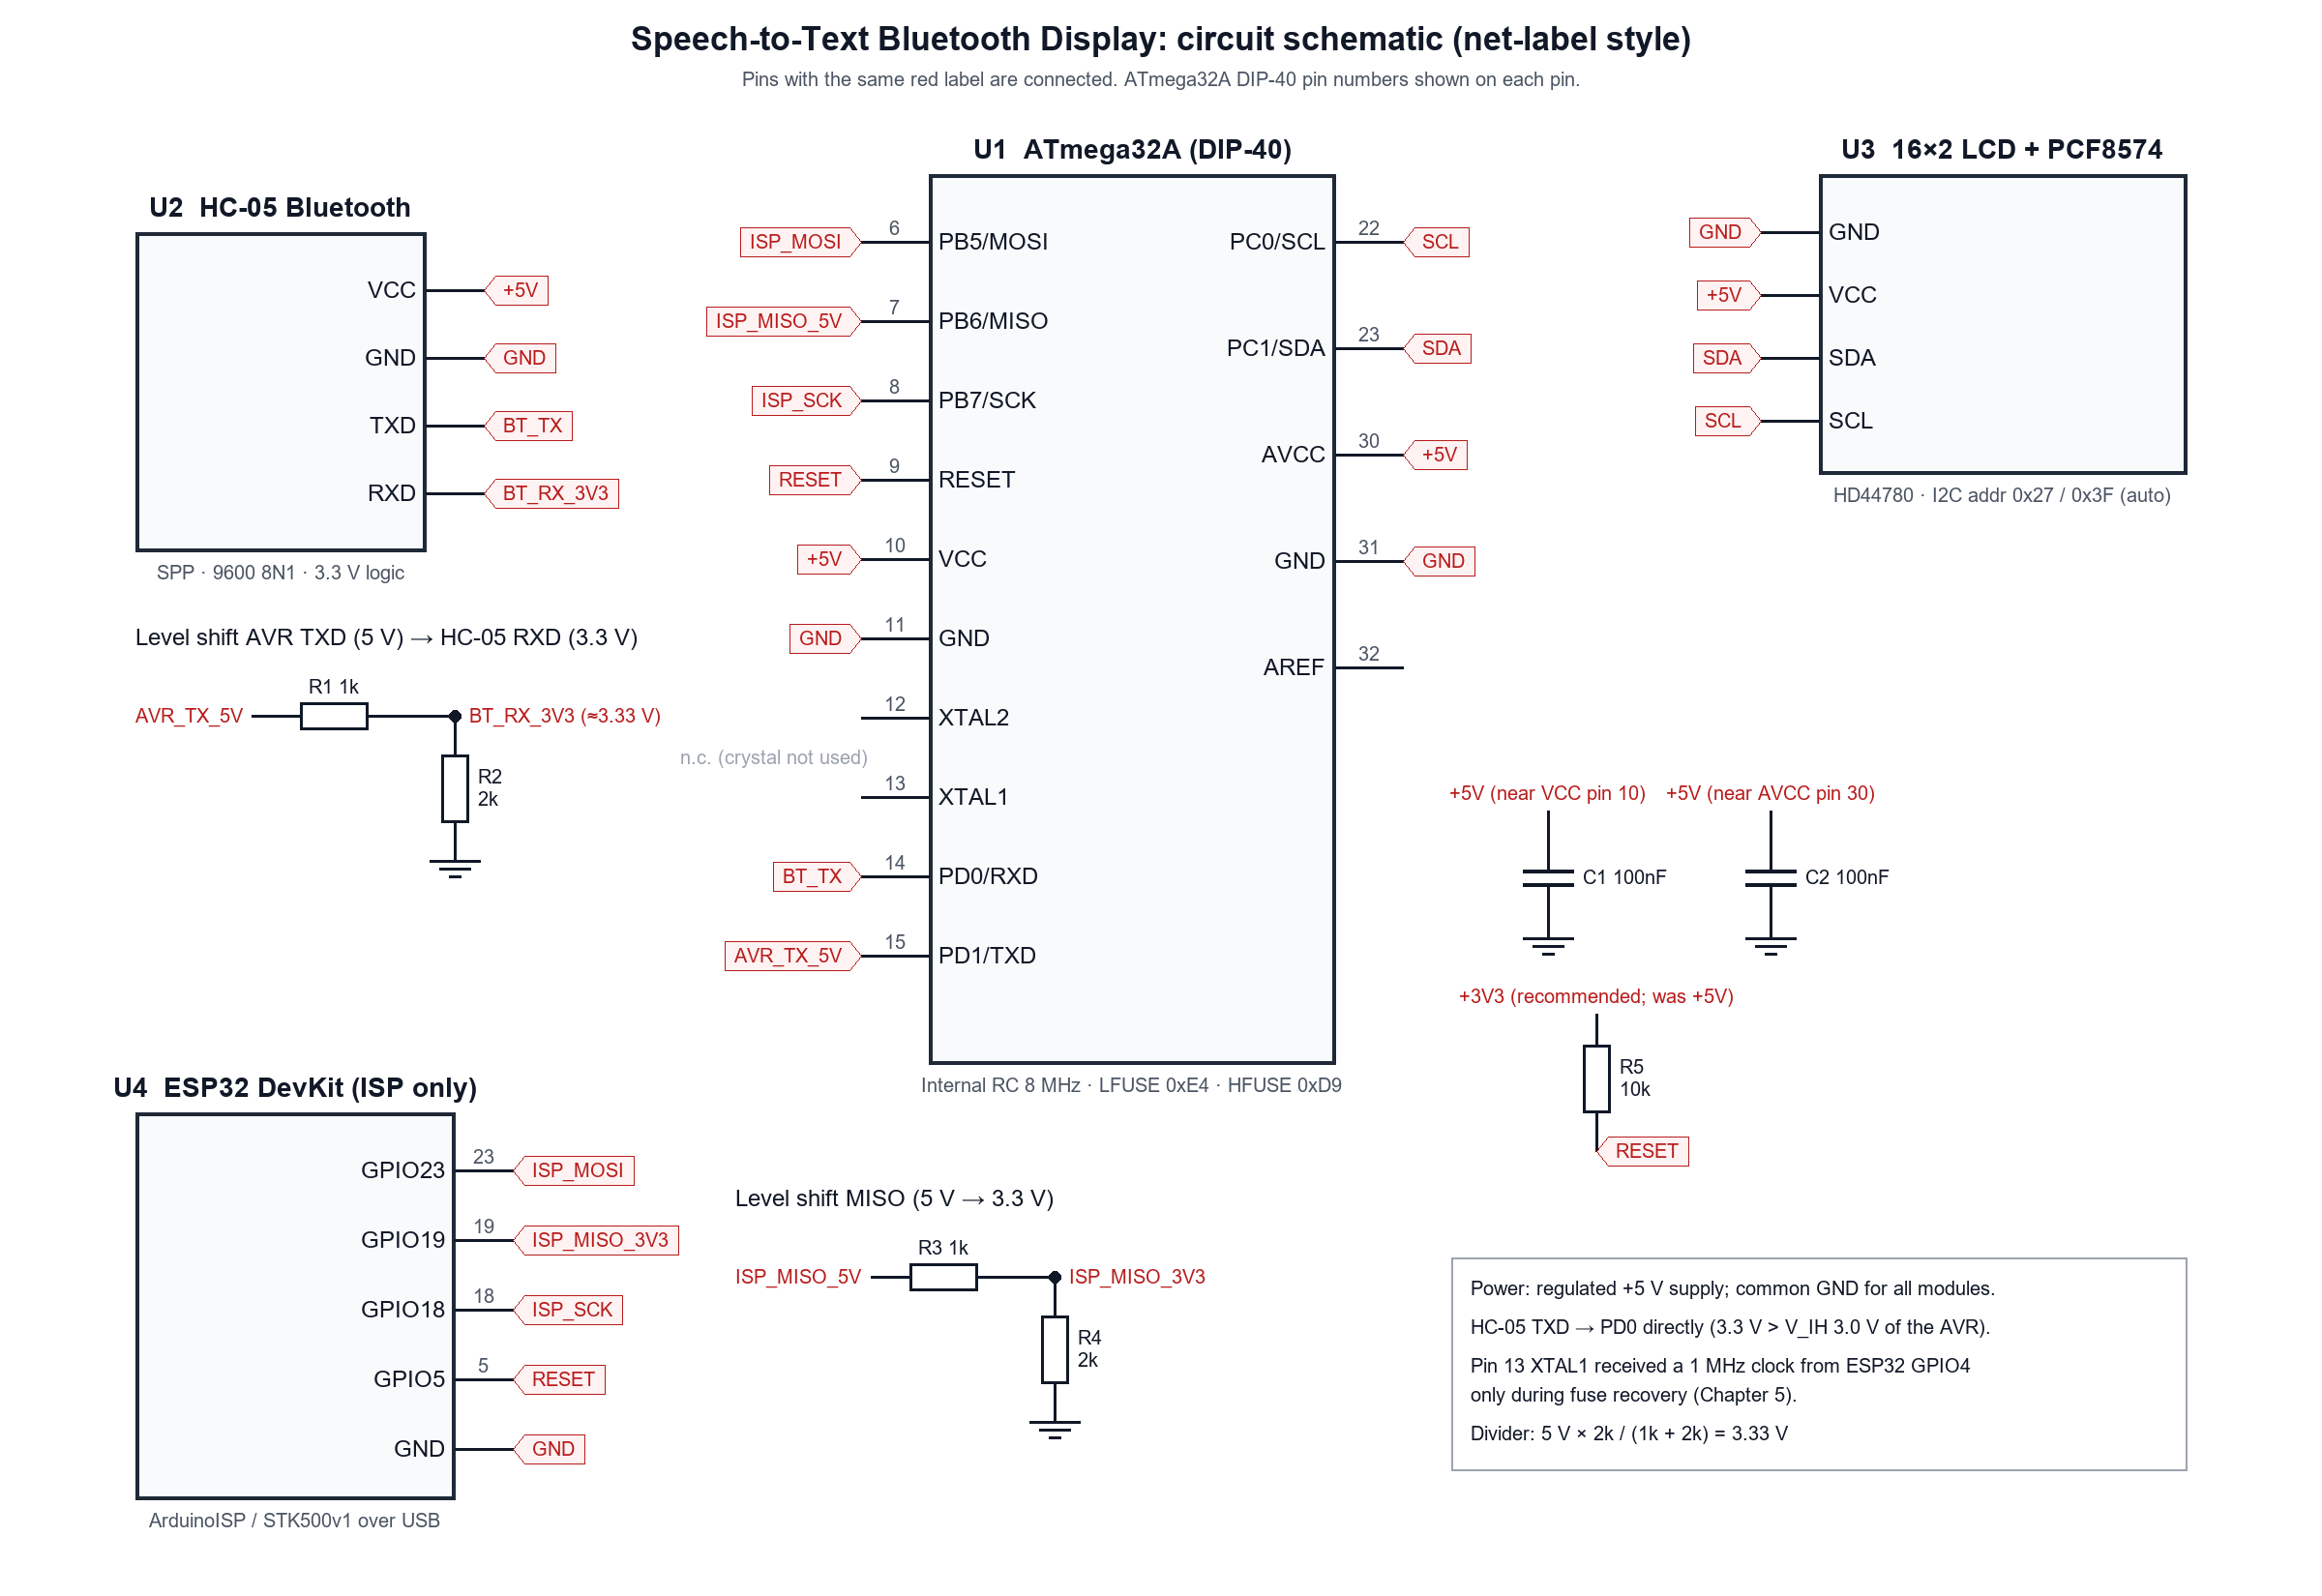 Speech-to-Text Bluetooth Display: circuit schematic (net-label style)
Pins with the same red label are connected. ATmega32A DIP-40 pin numbers shown on each pin.
U2 HC-05 Bluetooth
VCC +5V
GND GND
TXD BT_TX
RXD BT_RX_3V3
SPP · 9600 8N1 · 3.3 V logic
Level shift AVR TXD (5 V) → HC-05 RXD (3.3 V)
R1 1k
AVR_TX_5V BT_RX_3V3 (≈3.33 V)
R2
2k
U1 ATmega32A (DIP-40)
ISP_MOSI 6 PB5/MOSI
ISP_MISO_5V 7 PB6/MISO
ISP_SCK 8 PB7/SCK
RESET 9 RESET
+5V 10 VCC
GND 11 GND
12 XTAL2
n.c. (crystal not used)
13 XTAL1
BT_TX 14 PD0/RXD
AVR_TX_5V 15 PD1/TXD
PC0/SCL 22 SCL
PC1/SDA 23 SDA
AVCC 30 +5V
GND 31 GND
AREF 32
Internal RC 8 MHz · LFUSE 0xE4 · HFUSE 0xD9
U3 16×2 LCD + PCF8574
GND GND
+5V VCC
SDA SDA
SCL SCL
HD44780 · I2C addr 0x27 / 0x3F (auto)
+5V (near VCC pin 10) +5V (near AVCC pin 30)
C1 100nF C2 100nF
+3V3 (recommended; was +5V)
R5
10k
RESET
U4 ESP32 DevKit (ISP only)
GPIO23 23 ISP_MOSI
GPIO19 19 ISP_MISO_3V3
GPIO18 18 ISP_SCK
GPIO5 5 RESET
GND GND
ArduinoISP / STK500v1 over USB
Level shift MISO (5 V → 3.3 V)
R3 1k
ISP_MISO_5V ISP_MISO_3V3
R4
2k
Power: regulated +5 V supply; common GND for all modules.
HC-05 TXD → PD0 directly (3.3 V > V_IH 3.0 V of the AVR).
Pin 13 XTAL1 received a 1 MHz clock from ESP32 GPIO4
only during fuse recovery (Chapter 5).
Divider: 5 V × 2k / (1k + 2k) = 3.33 V